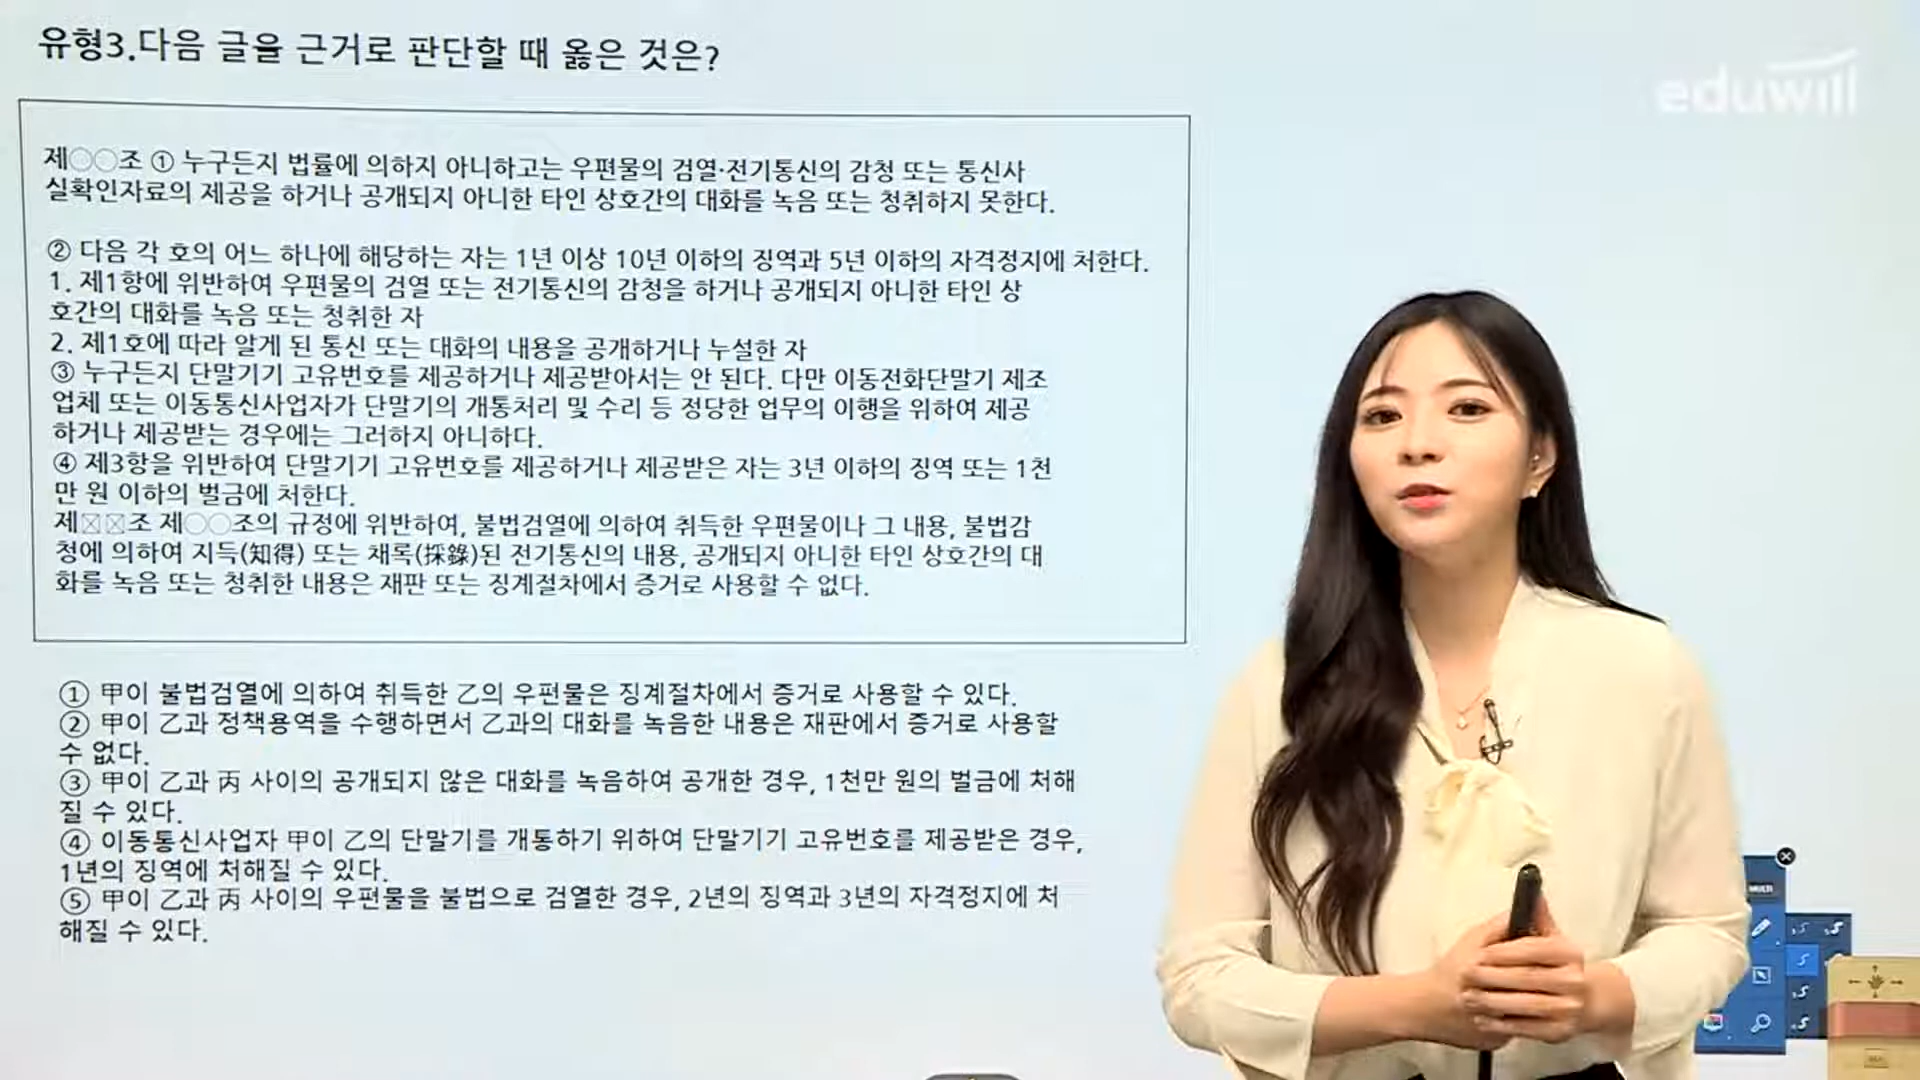 유형3.다음 글을 근거로 판단할 때 옳은 것은?
eduwill
제○○조 ① 누구든지 법률에 의하지 아니하고는 우편물의 검열·전기통신의 감청 또는 통신사
실확인자료의 제공을 하거나 공개되지 아니한 타인 상호간의 대화를 녹음 또는 청취하지 못한다.
② 다음 각 호의 어느 하나에 해당하는 자는 1년 이상 10년 이하의 징역과 5년 이하의 자격정지에 처한다.
1. 제1항에 위반하여 우편물의 검열 또는 전기통신의 감청을 하거나 공개되지 아니한 타인 상
호간의 대화를 녹음 또는 청취한 자
2. 제1호에 따라 알게 된 통신 또는 대화의 내용을 공개하거나 누설한 자
③ 누구든지 단말기기 고유번호를 제공하거나 제공받아서는 안 된다. 다만 이동전화단말기 제조
업체 또는 이동통신사업자가 단말기의 개통처리 및 수리 등 정당한 업무의 이행을 위하여 제공
하거나 제공받는 경우에는 그러하지 아니하다.
④ 제3항을 위반하여 단말기기 고유번호를 제공하거나 제공받은 자는 3년 이하의 징역 또는 1천
만 원 이하의 벌금에 처한다.
제☒☒조 제○○조의 규정에 위반하여, 불법검열에 의하여 취득한 우편물이나 그 내용, 불법감
청에 의하여 지득(知得) 또는 채록(採錄)된 전기통신의 내용, 공개되지 아니한 타인 상호간의 대
화를 녹음 또는 청취한 내용은 재판 또는 징계절차에서 증거로 사용할 수 없다.
① 甲이 불법검열에 의하여 취득한 乙의 우편물은 징계절차에서 증거로 사용할 수 있다.
② 甲이 乙과 정책용역을 수행하면서 乙과의 대화를 녹음한 내용은 재판에서 증거로 사용할
수 없다.
③ 甲이 乙과 丙 사이의 공개되지 않은 대화를 녹음하여 공개한 경우, 1천만 원의 벌금에 처해
질 수 있다.
④ 이동통신사업자 甲이 乙의 단말기를 개통하기 위하여 단말기기 고유번호를 제공받은 경우,
1년의 징역에 처해질 수 있다.
⑤ 甲이 乙과 丙 사이의 우편물을 불법으로 검열한 경우, 2년의 징역과 3년의 자격정지에 처
해질 수 있다.